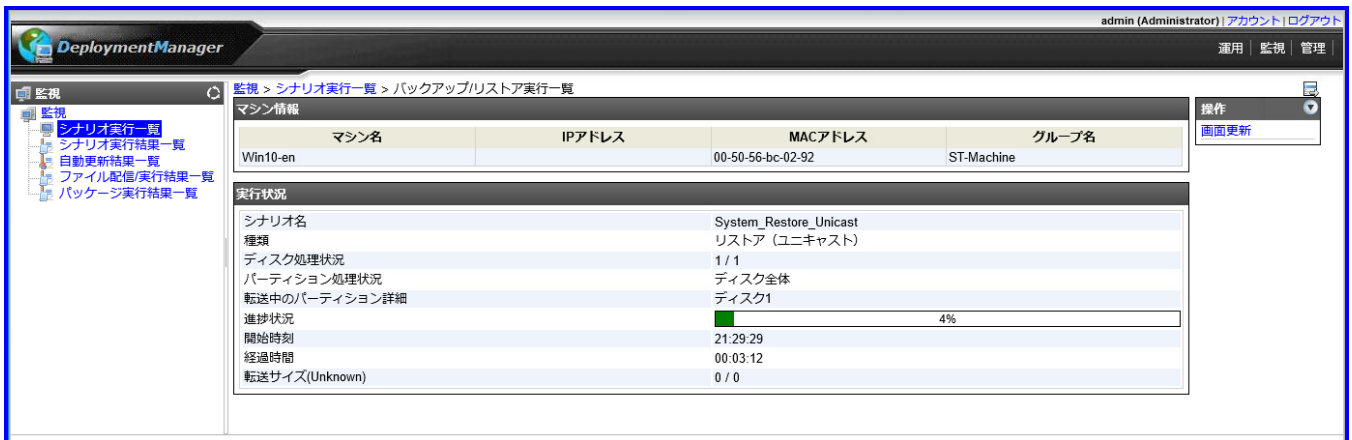 admin (Administrator) | アカウント | ログアウト
DeploymentManager
運用 | 監視 | 管理
監視
監視
シナリオ実行一覧
シナリオ実行結果一覧
自動更新結果一覧
ファイル配信/実行結果一覧
パッケージ実行結果一覧
監視 > シナリオ実行一覧 > バックアップ/リストア実行一覧
マシン情報
マシン名 IPアドレス MACアドレス グループ名
Win10-en 00-50-56-bc-02-92 ST-Machine
実行状況
シナリオ名 System_Restore_Unicast
種類 リストア（ユニキャスト）
ディスク処理状況 1 / 1
パーティション処理状況 ディスク全体
転送中のパーティション詳細 ディスク1
進捗状況 4%
開始時刻 21:29:29
経過時間 00:03:12
転送サイズ(Unknown) 0 / 0
操作
画面更新